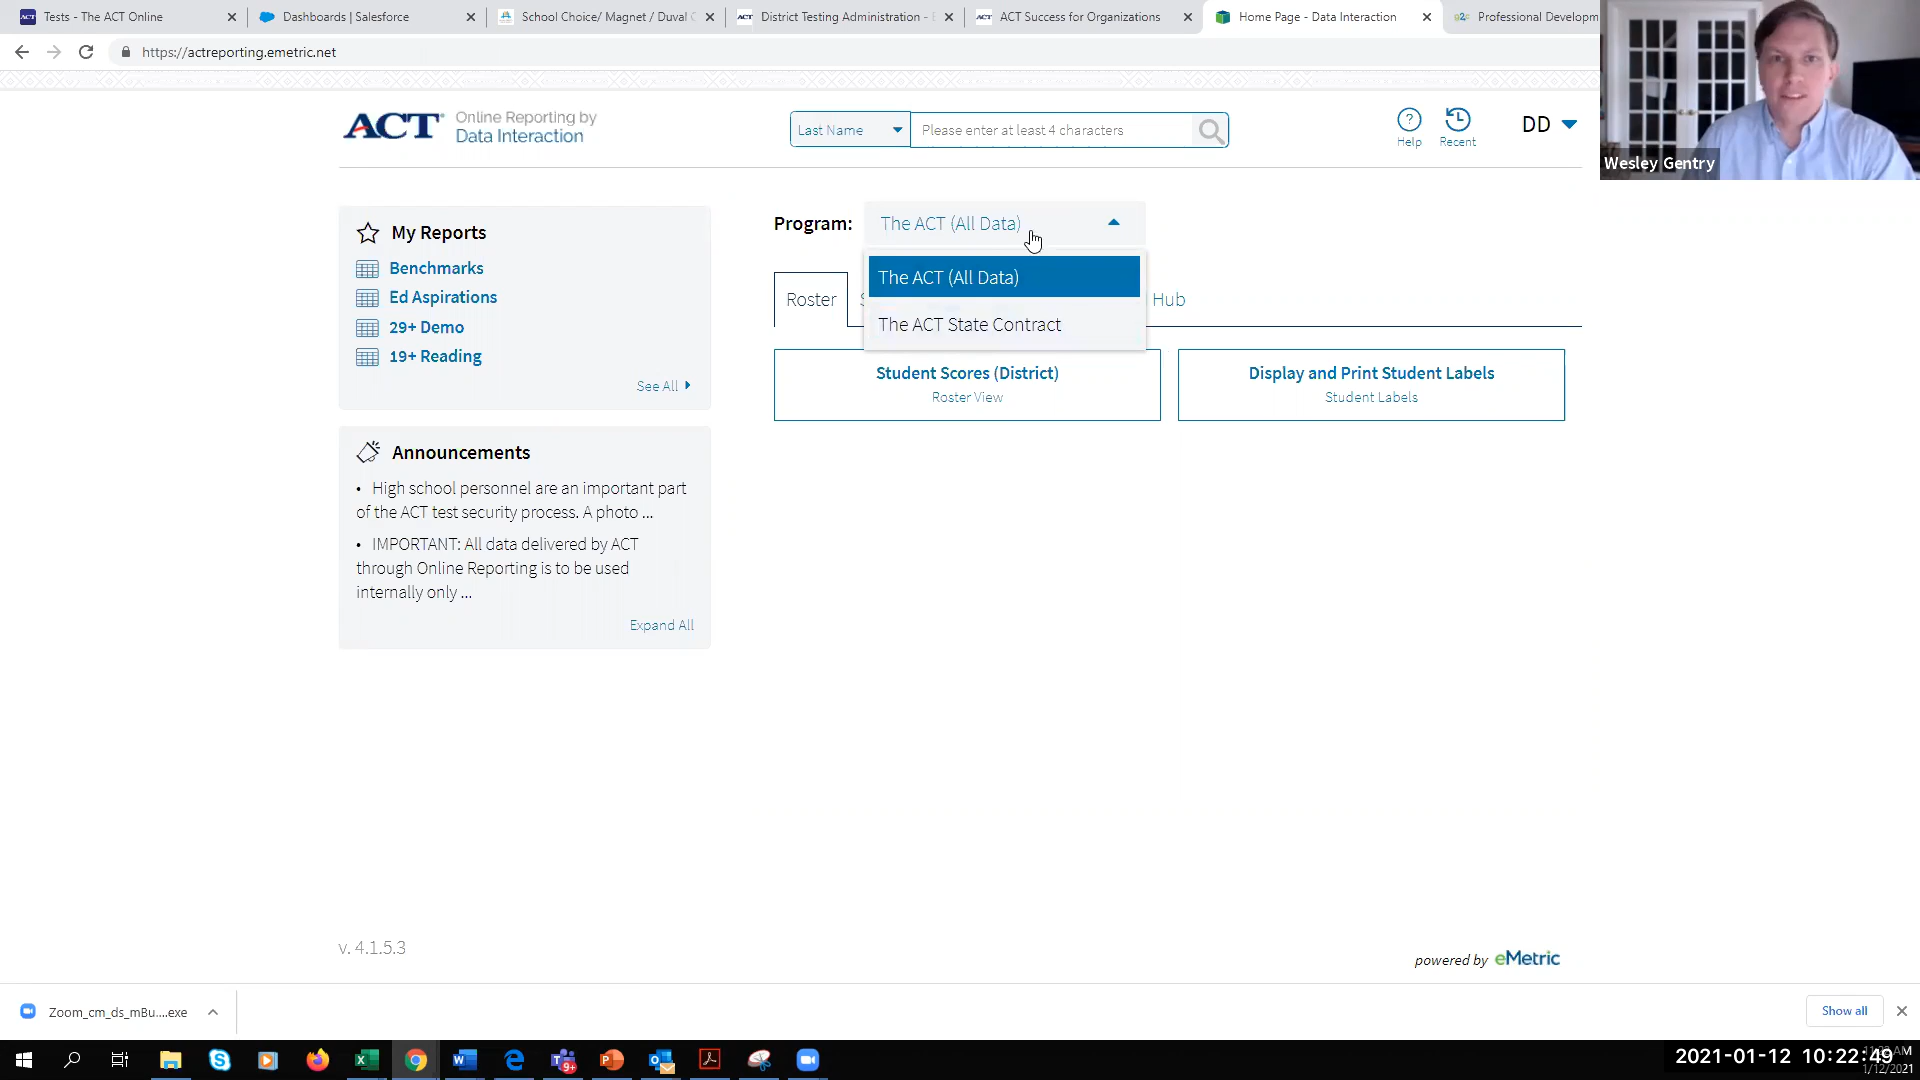 Tests - The ACT Online
Dashboards | Salesforce
School Choice/ Magnet / Duval C
ACT District Testing Administration - E
ACT ACT Success for Organizations
Home Page - Data Interaction
Professional Developm
https://actreporting.emetric.net
Wesley Gentry
ACT Online Reporting by
Data Interaction
Last Name
Please enter at least 4 characters
Help
Recent
DD
My Reports
Benchmarks
Ed Aspirations
29+ Demo
19+ Reading
See All
Announcements
• High school personnel are an important part
of the ACT test security process. A photo ...
• IMPORTANT: All data delivered by ACT
through Online Reporting is to be used
internally only ...
Expand All
Program: The ACT (All Data)
The ACT (All Data)
The ACT State Contract
Roster
S
Hub
Student Scores (District)
Roster View
Display and Print Student Labels
Student Labels
v. 4.1.5.3
powered by eMetric
Zoom_cm_ds_mBu....exe
Show all
2021-01-12 10:22:49
1/12/2021